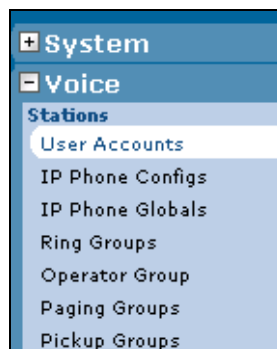 System
Voice
Stations
User Accounts
IP Phone Configs
IP Phone Globals
Ring Groups
Operator Group
Paging Groups
Pickup Groups